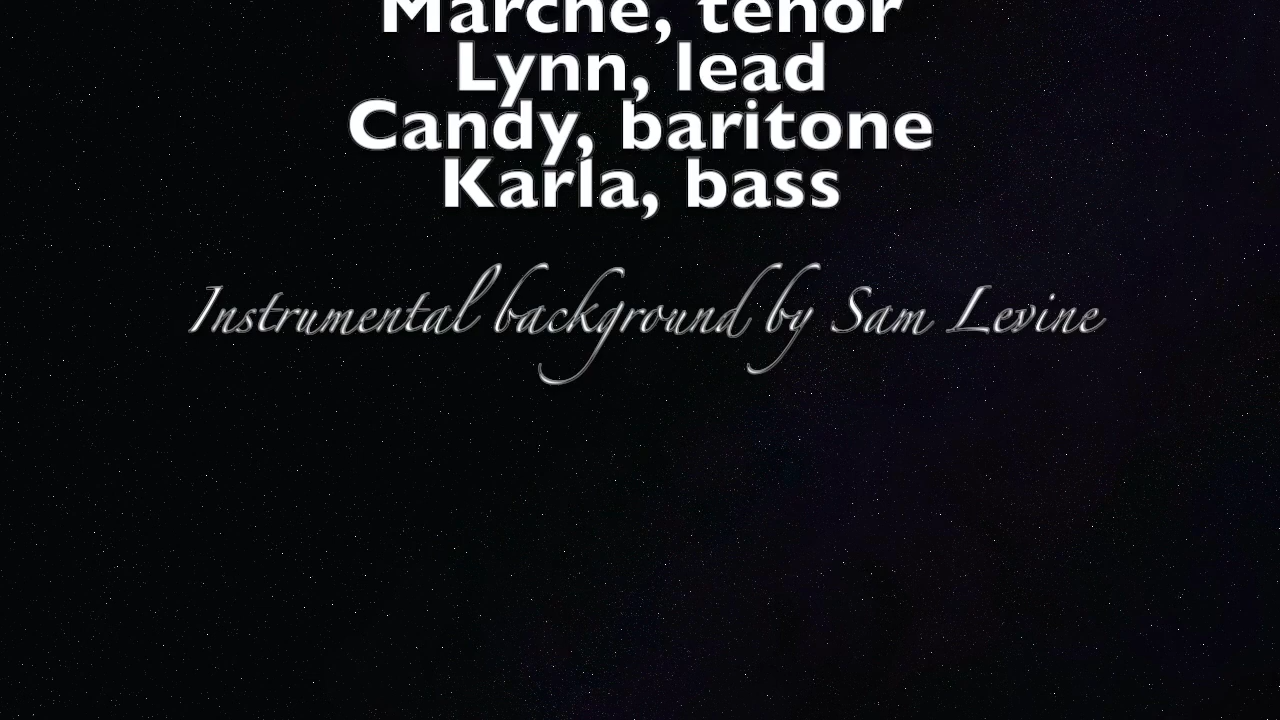 Marche, tenor
Lynn, lead
Candy, baritone
Karla, bass
Instrumental background by Sam Levine